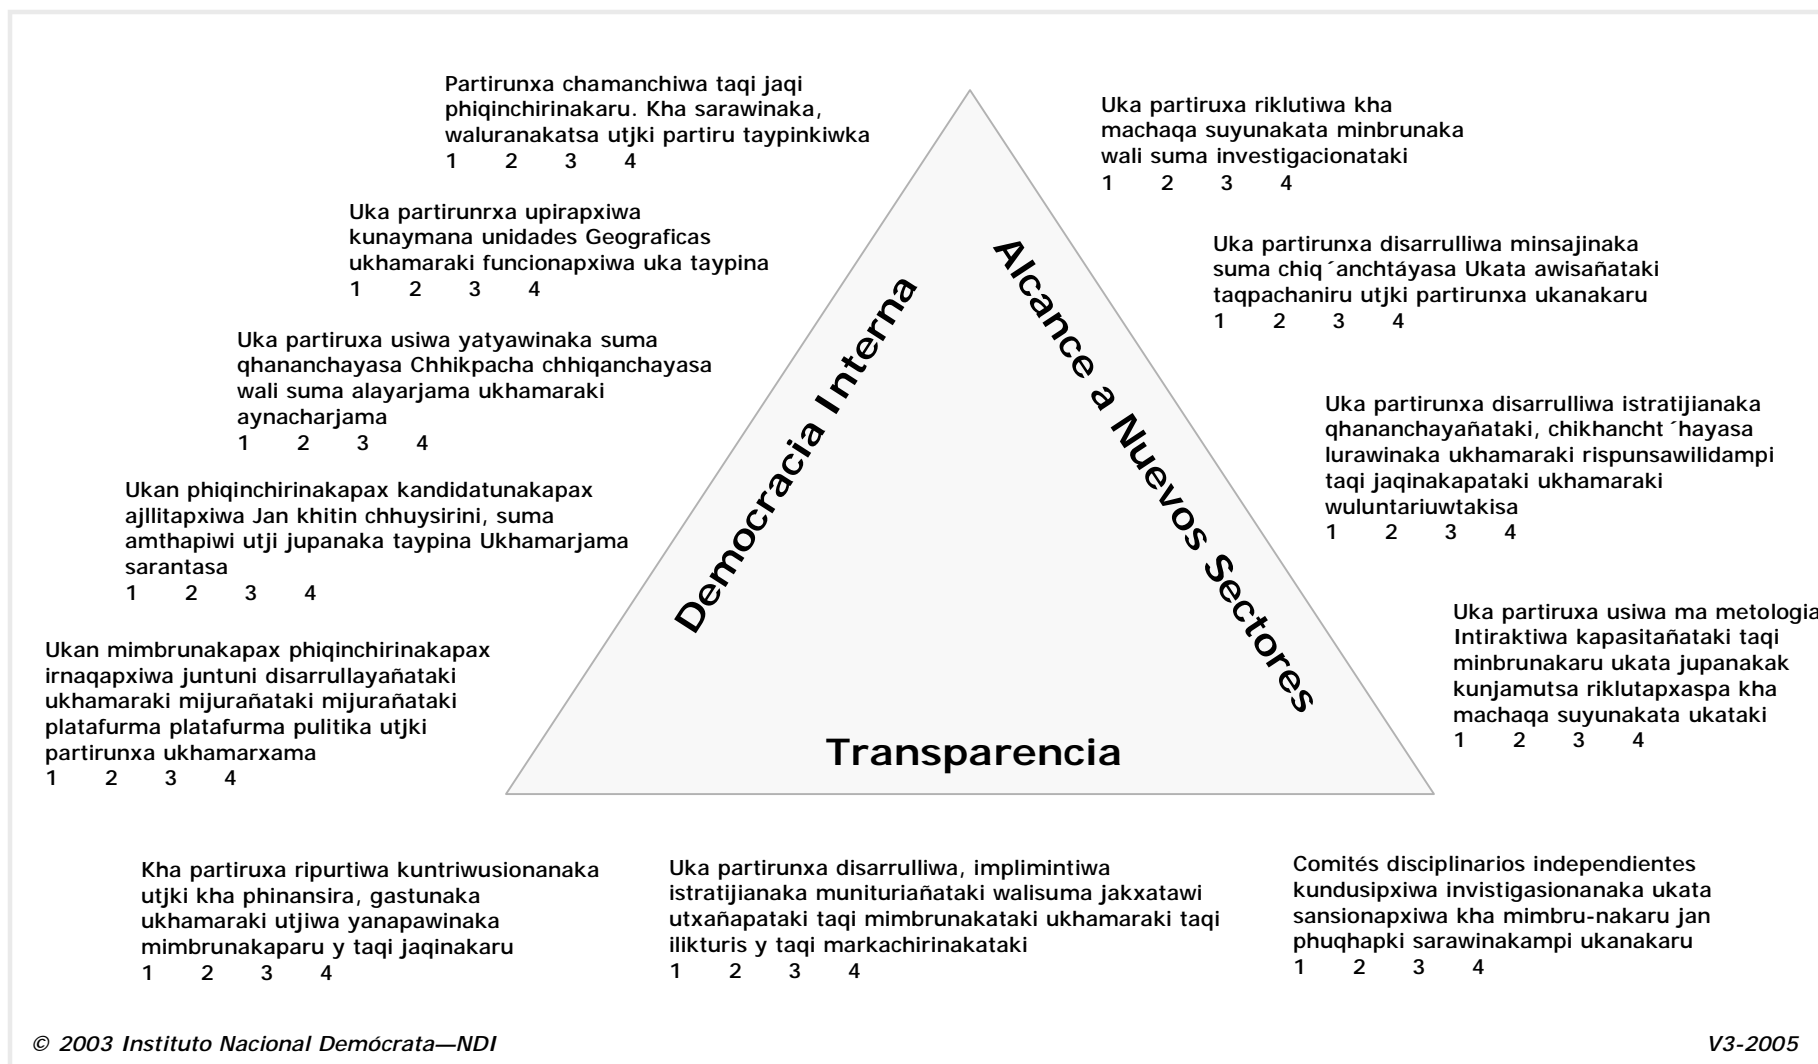 Partirunxa chamanchiwa taqi jaqi
phiqinchirinakaru. Kha sarawinaka,
waluranakatsa utjki partiru taypinkiwka
1 2 3 4
Uka partirunrxa upirapxiwa
kunaymana unidades Geograficas
ukhamaraki funcionapxiwa uka taypina
1 2 3 4
Uka partiruxa usiwa yatyawinaka suma
qhananchayasa Chhikpacha chhiqanchayasa
wali suma alayarjama ukhamaraki
aynacharjama
1 2 3 4
Ukan phiqinchirinakapax kandidatunakapax
ajllitapxiwa Jan khitin chhuysirini, suma
amthapiwi utji jupanaka taypina Ukhamarjama
sarantasa
1 2 3 4
Ukan mimbrunakapax phiqinchirinakapax
irnaqapxiwa juntuni disarrullayañataki
ukhamaraki mijurañataki mijurañataki
platafurma platafurma pulitika utjki
partirunxa ukhamarxama
1 2 3 4
Democracia Interna
Alcance a Nuevos Sectores
Transparencia
Uka partiruxa riklutiwa kha
machaqa suyunakata minbrunaka
wali suma investigacionataki
1 2 3 4
Uka partirunxa disarrulliwa minsajinaka
suma chiq´anchtáyasa Ukata awisañataki
taqpachaniru utjki partirunxa ukanakaru
1 2 3 4
Uka partirunxa disarrulliwa istratijianaka
qhananchayañataki, chikhancht´hayasa
lurawinaka ukhamaraki rispunsawilidampi
taqi jaqinakapataki ukhamaraki
wuluntariuwtakisa
1 2 3 4
Uka partiruxa usiwa ma metologia
Intiraktiwa kapasitañataki taqi
minbrunakaru ukata jupanakak
kunjamutsa riklutapxaspa kha
machaqa suyunakata ukataki
1 2 3 4
Kha partiruxa ripurtiwa kuntriwusionanaka
utjki kha phinansira, gastunaka
ukhamaraki utjiwa yanapawinaka
mimbrunakaparu y taqi jaqinakaru
1 2 3 4
Uka partirunxa disarrulliwa, implimintiwa
istratijianaka munituriañataki walisuma jakxatawi
utxañapataki taqi mimbrunakataki ukhamaraki taqi
ilikturis y taqi markachirinakataki
1 2 3 4
Comités disciplinarios independientes
kundusipxiwa invistigasionanaka ukata
sansionapxiwa kha mimbru-nakaru jan
phuqhapki sarawinakampi ukanakaru
1 2 3 4
© 2003 Instituto Nacional Demócrata—NDI
V3-2005